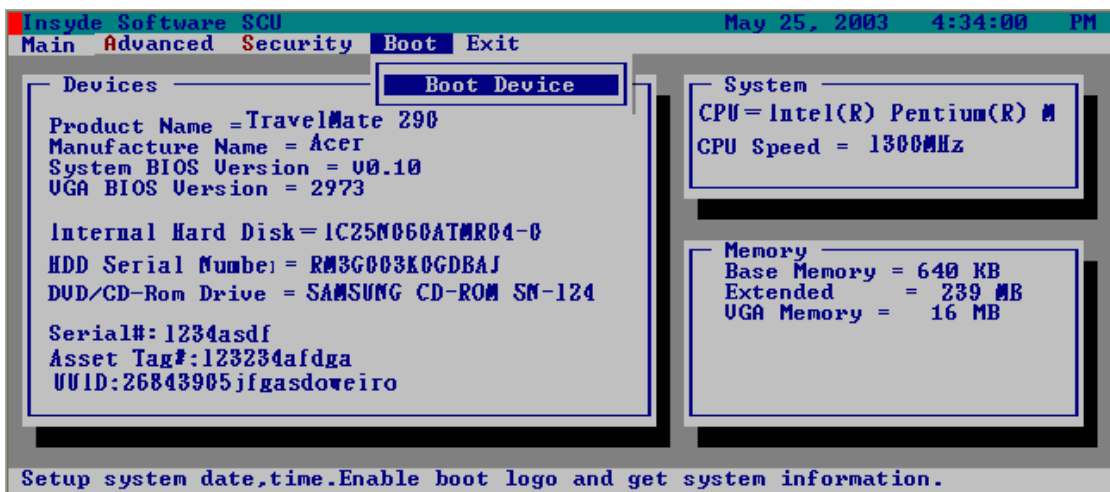 Insyde Software SCU May 25, 2003 4:34:00 PM
Main Advanced Security Boot Exit
Boot Device
Devices
Product Name =TravelMate 290
Manufacture Name = Acer
System BIOS Version = V0.10
VGA BIOS Version = 2973
Internal Hard Disk=IC25N060ATMR04-0
HDD Serial Number= RM3G003K0GDBAJ
DVD/CD-Rom Drive = SAMSUNG CD-ROM SN-124
Serial#:1234asdf
Asset Tag#:123234afdga
UUID:26843905jfgasdoweiro
System
CPU=Intel(R) Pentium(R) M
CPU Speed = 1300MHz
Memory
Base Memory = 640 KB
Extended = 239 MB
VGA Memory = 16 MB
Setup system date,time.Enable boot logo and get system information.